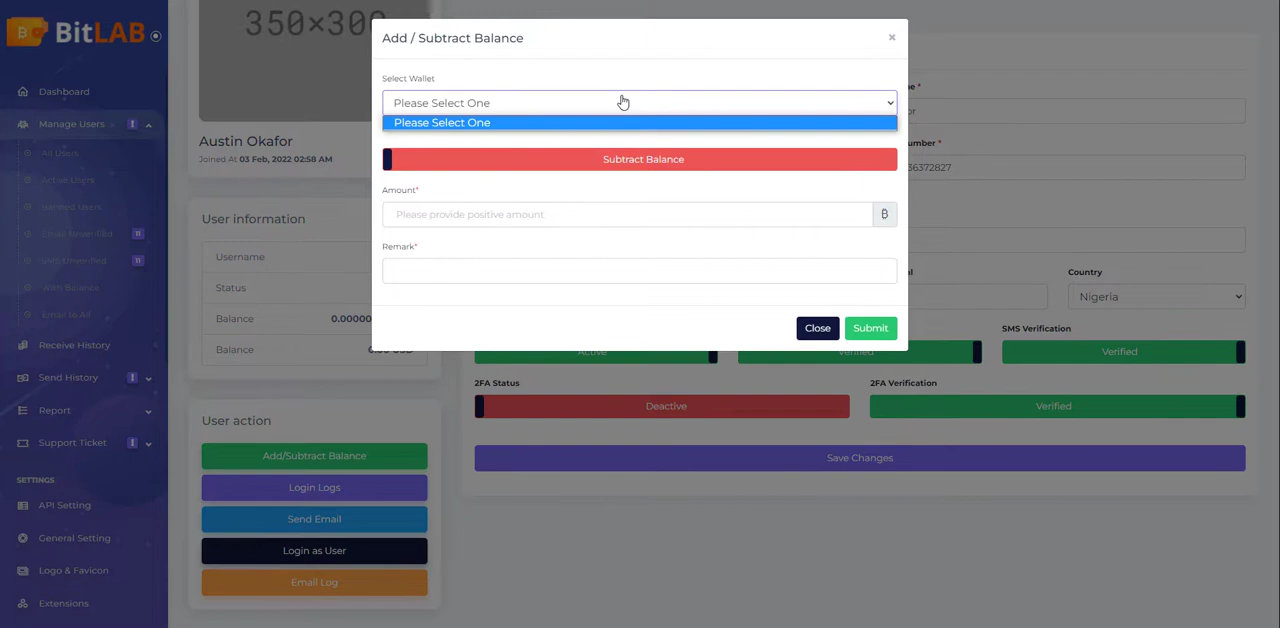 350×300
BitLAB
Dashboard
Manage Users
All Users
Active Users
Banned Users
Email Unverified
SMS Unverified
With Balance
Email to All
Receive History
Send History
Report
Support Ticket
SETTINGS
API Setting
General Setting
Logo & Favicon
Extensions
Austin Okafor
Joined At 03 Feb, 2022 02:58 AM
User information
Username
Status
Balance 0.00000
Balance
User action
Add/Subtract Balance
Login Logs
Send Email
Login as User
Email Log
Add / Subtract Balance
×
Select Wallet
Please Select One
Please Select One
Subtract Balance
Amount*
Please provide positive amount
₿
Remark*
Close
Submit
36372827
Country
Nigeria
SMS Verification
Active
Verified
Verified
2FA Status
2FA Verification
Deactive
Verified
Save Changes